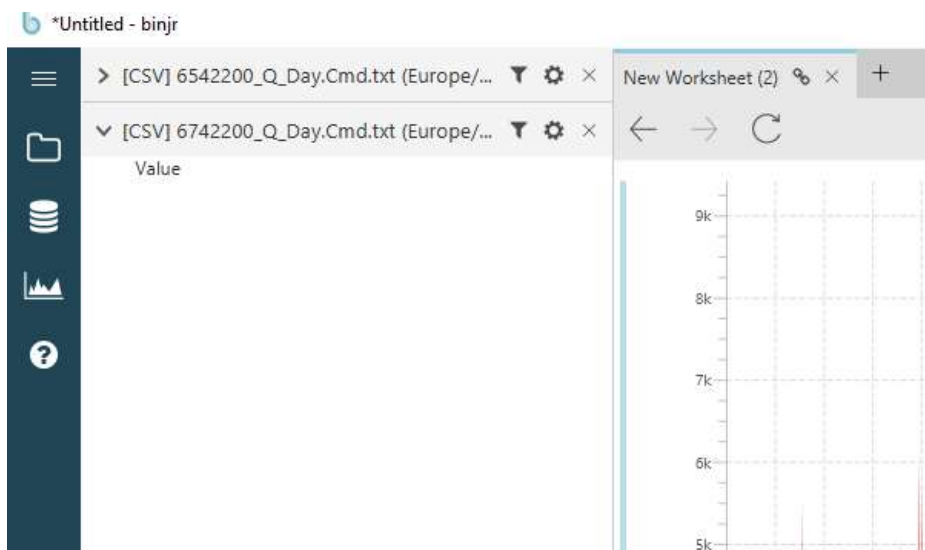 *Untitled - binjr
[CSV] 6542200_Q_Day.Cmd.txt (Europe/...
New Worksheet (2)
[CSV] 6742200_Q_Day.Cmd.txt (Europe/...
Value
9k
8k
7k
6k
5k